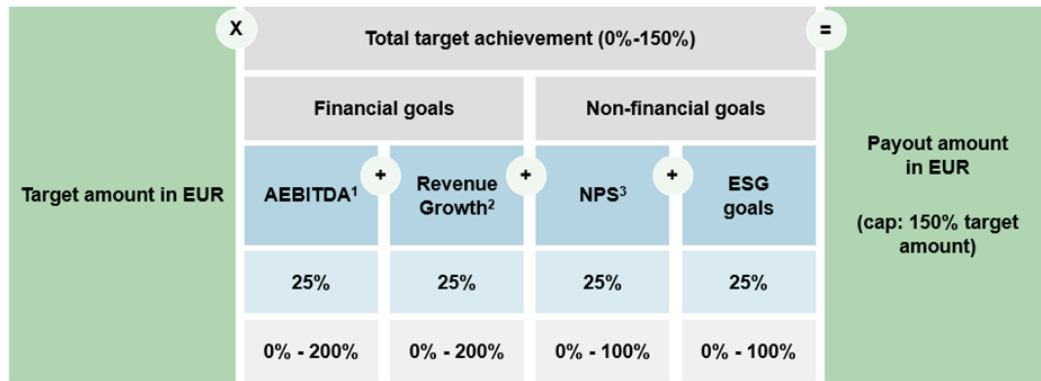 X
Total target achievement (0%-150%)
=
Financial goals
Non-financial goals
Target amount in EUR
AEBITDA¹
+
Revenue
Growth²
+
NPS³
+
ESG
goals
Payout amount
in EUR
(cap: 150% target
amount)
25%
25%
25%
25%
0% - 200%
0% - 200%
0% - 100%
0% - 100%